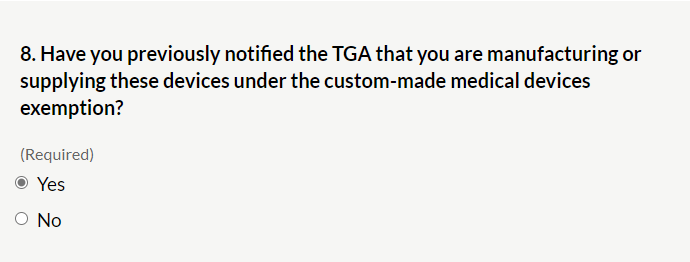 8. Have you previously notified the TGA that you are manufacturing or
supplying these devices under the custom-made medical devices
exemption?
(Required)
Yes
No